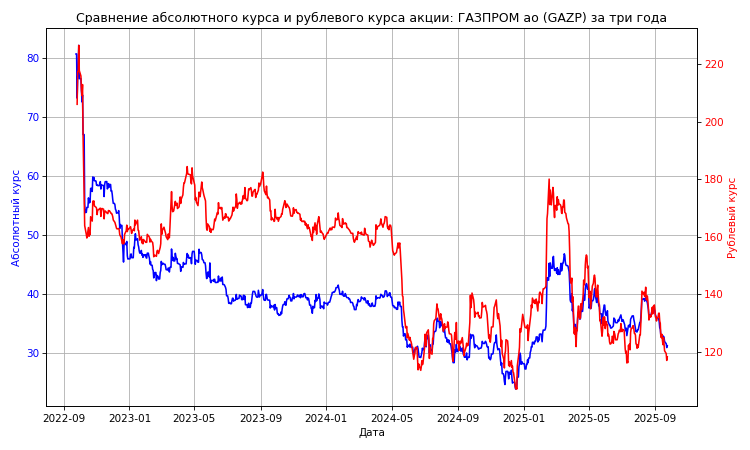 Сравнение абсолютного курса и рублевого курса акции: ГАЗПРОМ ао (GAZP) за три года
Абсолютный курс
80
70
60
50
40
30
220
200
180
160
140
120
Рублевый курс
2022-09 2023-01 2023-05 2023-09 2024-01 2024-05 2024-09 2025-01 2025-05 2025-09
Дата